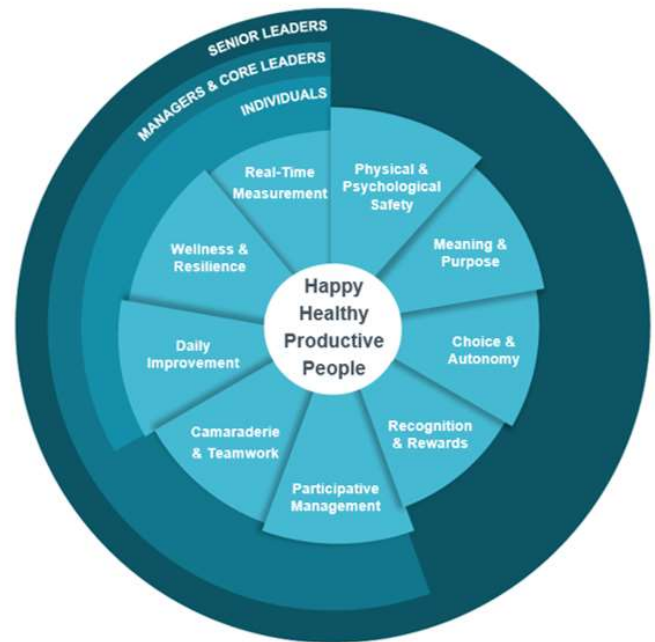 SENIOR LEADERS
MANAGERS & CORE LEADERS
INDIVIDUALS
Real-Time
Measurement
Physical &
Psychological
Safety
Meaning &
Purpose
Choice &
Autonomy
Recognition
& Rewards
Participative
Management
Camaraderie
& Teamwork
Daily
Improvement
Wellness &
Resilience
Happy
Healthy
Productive
People